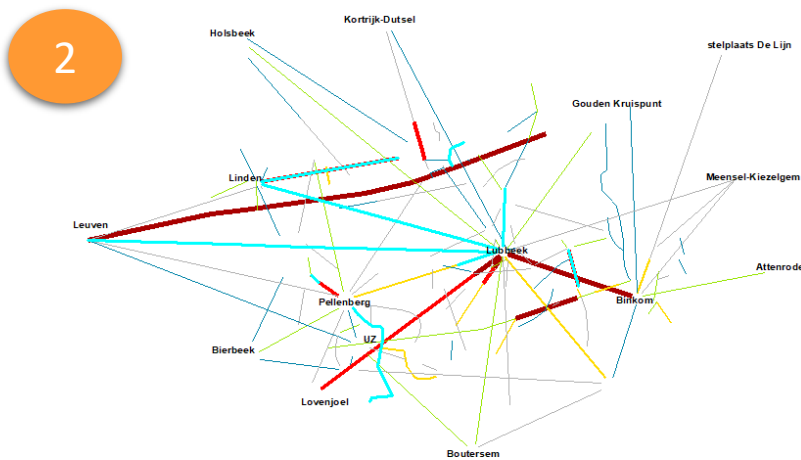 2
Kortrijk-Dutsel
Holsbeek
stelplaats De Lijn
Gouden Kruispunt
Linden
Meensel-Kiezelgem
Leuven
Lubbeek
Attenrode
Pellenberg
Binkom
UZ
Bierbeek
Lovenjoel
Boutersem